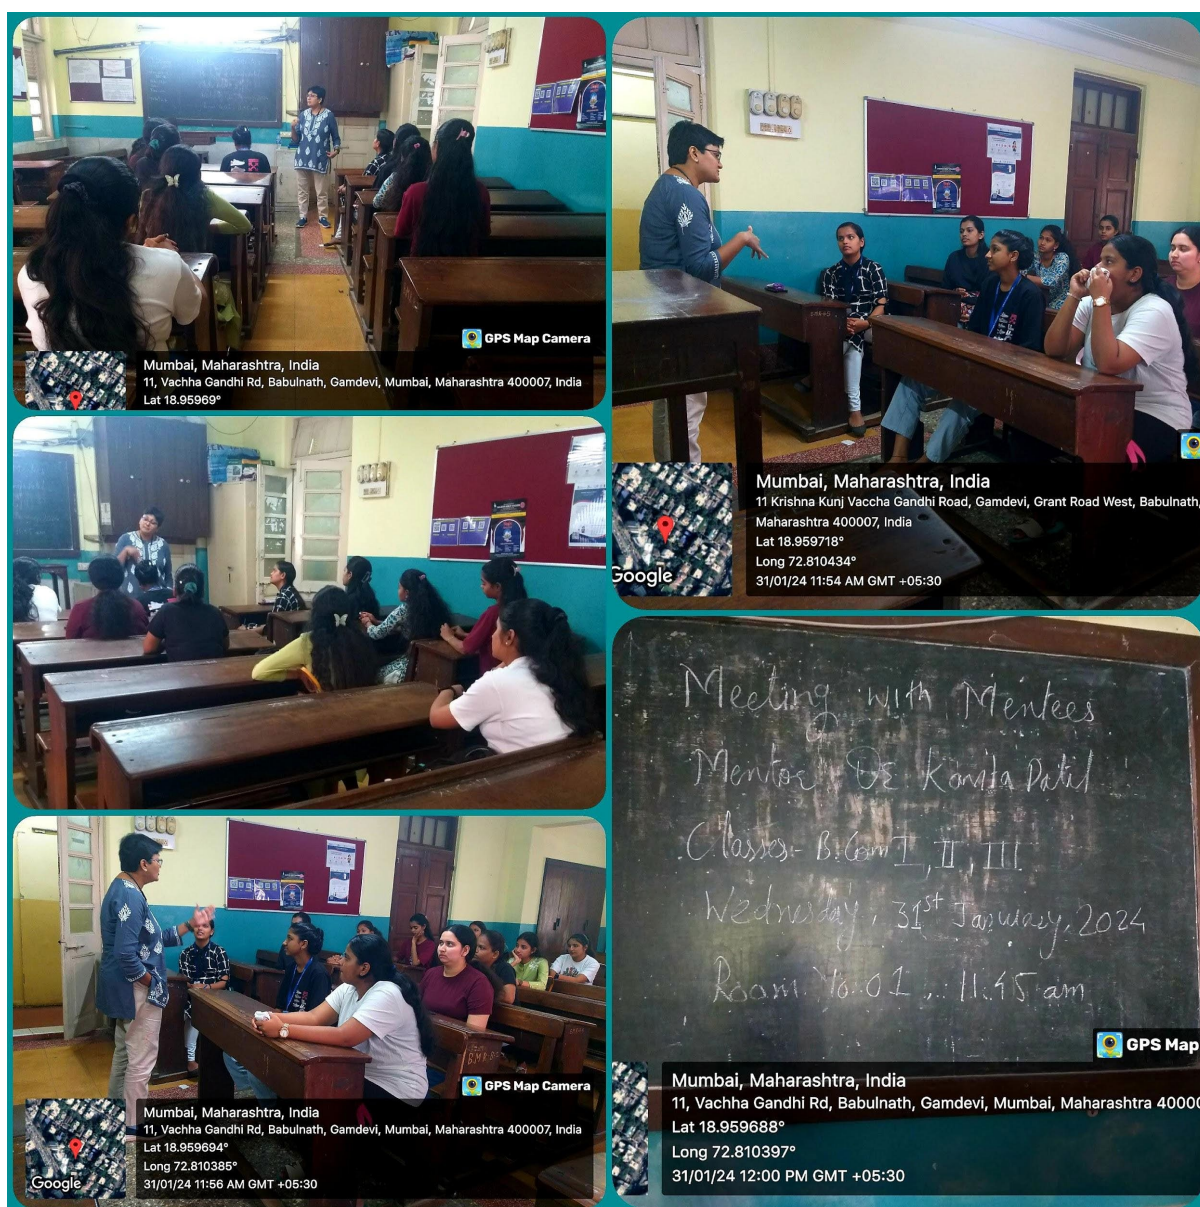 GPS Map Camera
Mumbai, Maharashtra, India
11, Vachha Gandhi Rd, Babulnath, Gamdevi, Mumbai, Maharashtra 400007, India
Lat 18.95969°
Mumbai, Maharashtra, India
11 Krishna Kunj Vaccha Gandhi Road, Gamdevi, Grant Road West, Babulnath,
Maharashtra 400007, India
Lat 18.959718°
Long 72.810434°
31/01/24 11:54 AM GMT +05:30
Google
GPS Map Camera
Mumbai, Maharashtra, India
11, Vachha Gandhi Rd, Babulnath, Gamdevi, Mumbai, Maharashtra 400007, India
Lat 18.959694°
Long 72.810385°
31/01/24 11:56 AM GMT +05:30
Google
Meeting with Mentees
Mentor Dr Kavita Patil
Classes:- B.Com I, II, III
Wednesday, 31st January, 2024
Room No.01, 11.45 am
GPS Map
Mumbai, Maharashtra, India
11, Vachha Gandhi Rd, Babulnath, Gamdevi, Mumbai, Maharashtra 40000
Lat 18.959688°
Long 72.810397°
31/01/24 12:00 PM GMT +05:30